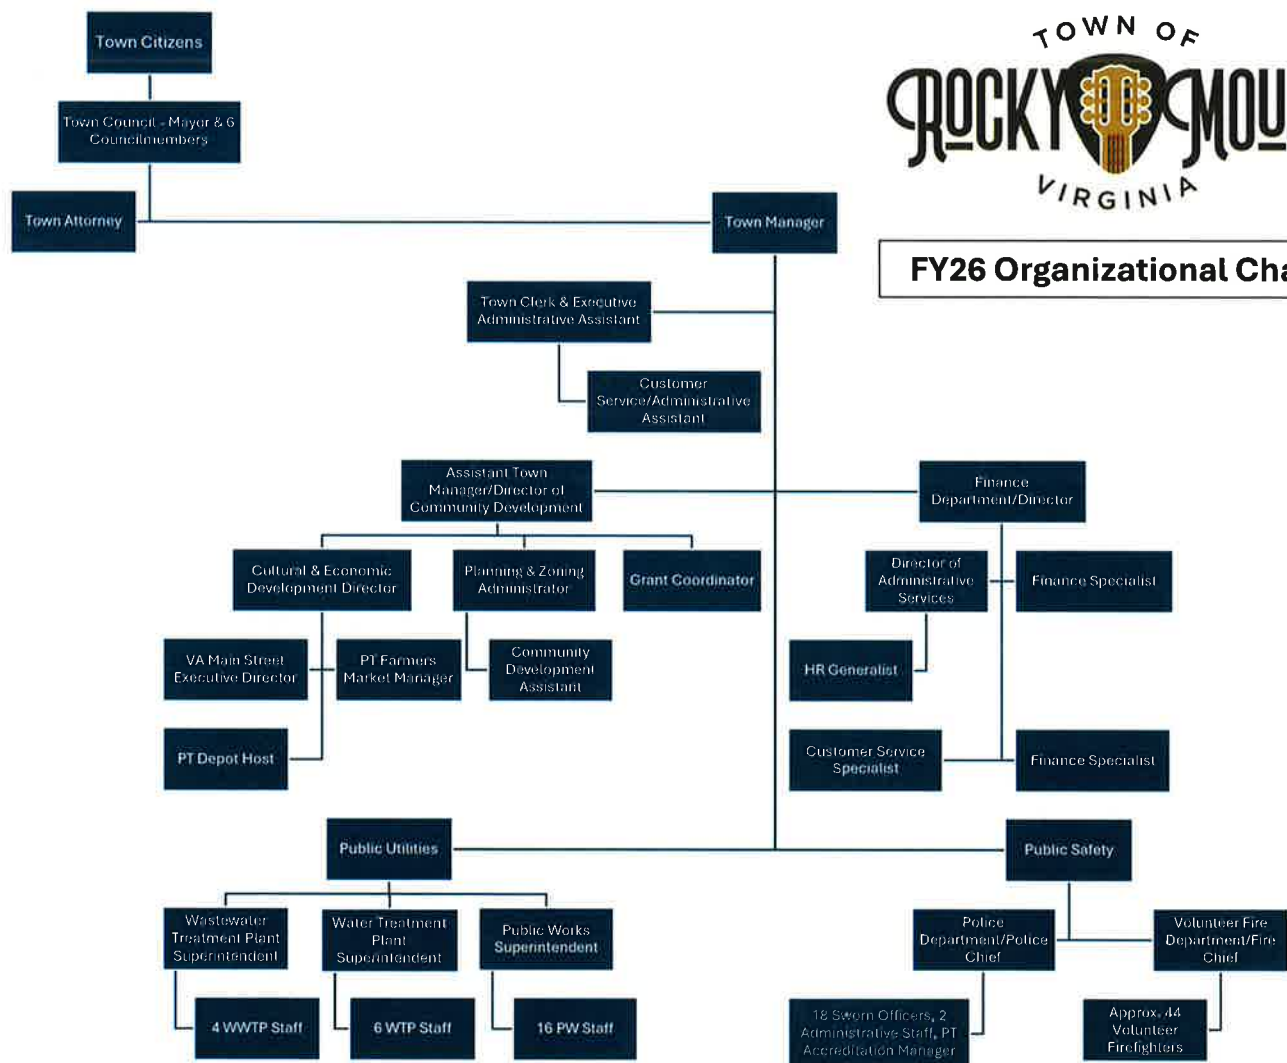 Town Citizens
TOWN OF
ROCKY MOU
VIRGINIA
Town Council - Mayor & 6
Councilmembers
Town Attorney
Town Manager
FY26 Organizational Cha
Town Clerk & Executive
Administrative Assistant
Customer
Service/Administrative
Assistant
Assistant Town
Manager/Director of
Community Development
Finance
Department/Director
Cultural & Economic
Development Director
Planning & Zoning
Administrator
Grant Coordinator
Director of
Administrative
Services
Finance Specialist
VA Main Street
Executive Director
PT Farmers
Market Manager
Community
Development
Assistant
HR Generalist
PT Depot Host
Customer Service
Specialist
Finance Specialist
Public Utilities
Public Safety
Wastewater
Treatment Plant
Superintendent
Water Treatment
Plant
Superintendent
Public Works
Superintendent
Police
Department/Police
Chief
Volunteer Fire
Department/Fire
Chief
4 WWTP Staff
6 WTP Staff
16 PW Staff
18 Sworn Officers, 2
Administrative Staff, PT
Accreditation Manager
Approx. 44
Volunteer
Firefighters